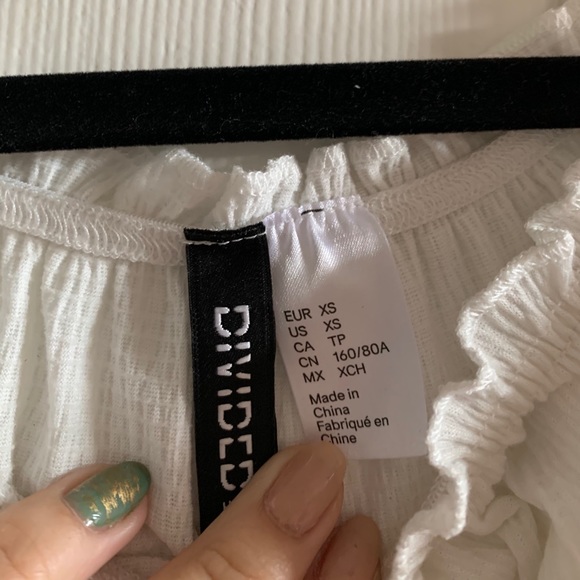 DIVIDED
EUR XS
US XS
CA TP
CN 160/80A
MX XCH
Made in
China
Fabriqué en
Chine